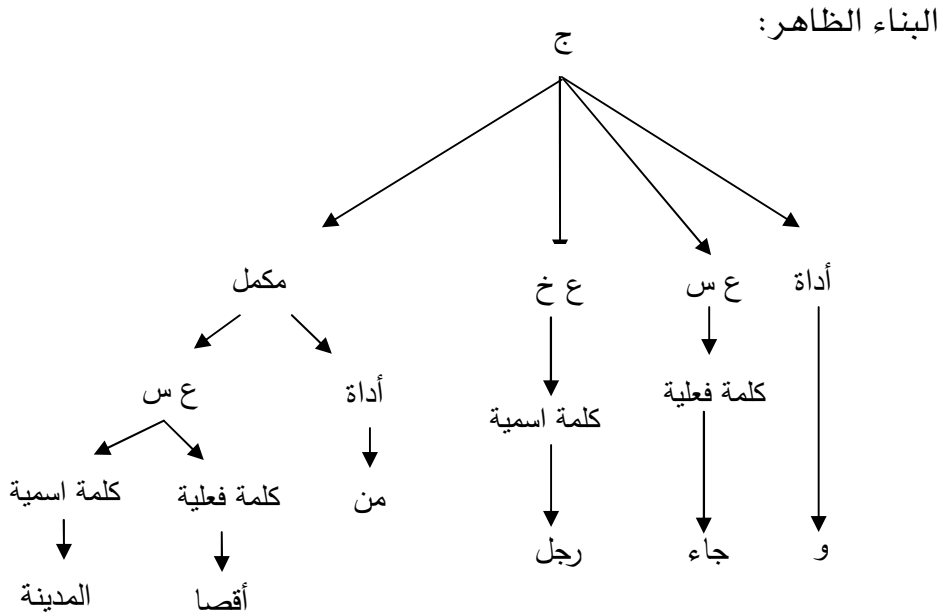 البناء الظاهر:
ج
أداة ع س ع خ مكمل
كلمة فعلية كلمة اسمية أداة ع س
من كلمة فعلية كلمة اسمية
و جاء رجل
أقصا المدينة